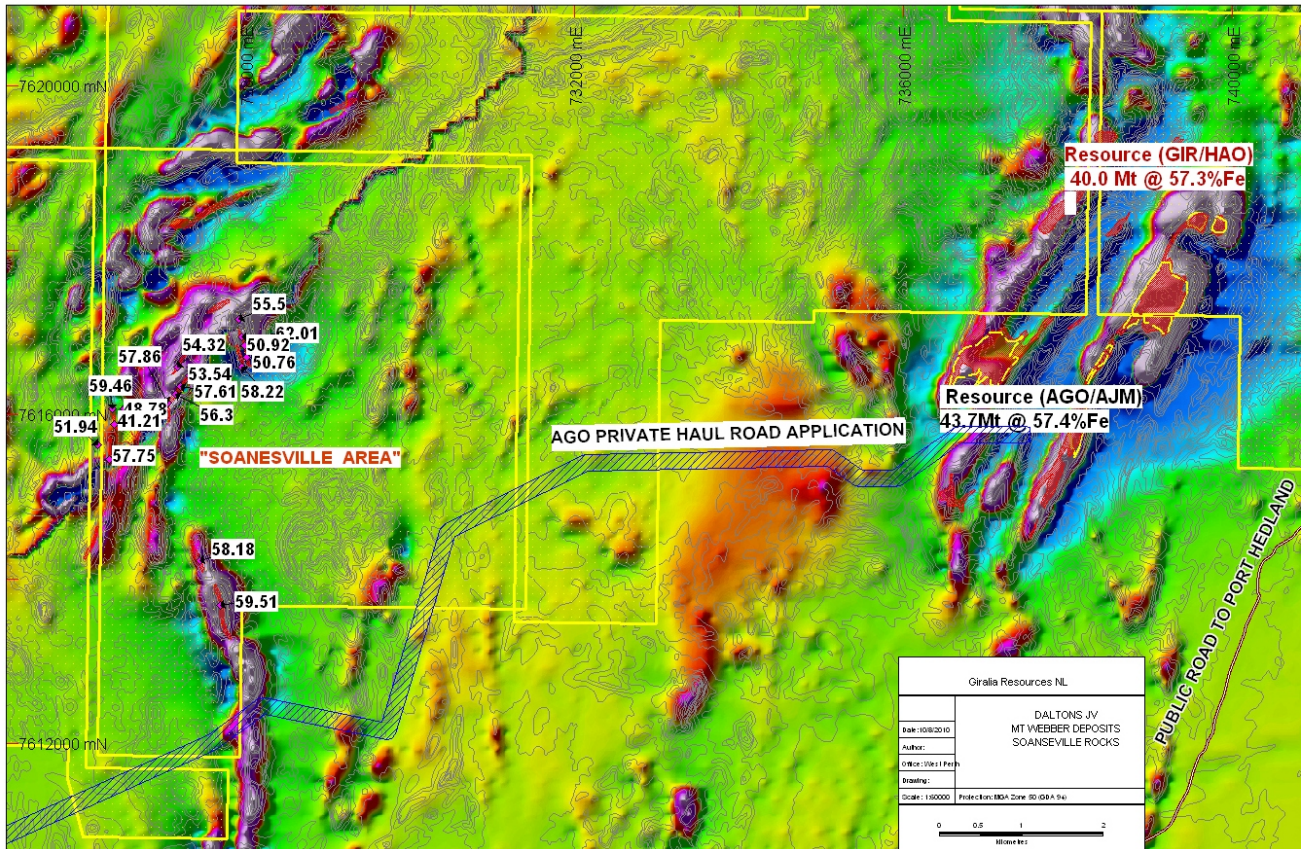 7620000 mN
732000 mE
736000 mE
740000 mE
Resource (GIR/HAO)
40.0 Mt @ 57.3%Fe
55.5
62.01
54.32
50.92
57.86
50.76
53.54
59.46
57.61
58.22
48.78
56.3
7616000 mN
41.21
51.94
57.75
"SOANESVILLE AREA"
Resource (AGO/AJM)
43.7Mt @ 57.4%Fe
AGO PRIVATE HAUL ROAD APPLICATION
58.18
59.51
PUBLIC ROAD TO PORT HEDLAND
7612000 mN
Giralia Resources NL
DALTONS JV
MT WEBBER DEPOSITS
SOANSEVILLE ROCKS
Date: 10/8/2010
Author:
Office: West Perth
Drawing:
Scale: 1:50000
Projection: MGA Zone 50 (GDA 94)
0 0.5 1 2
kilometres